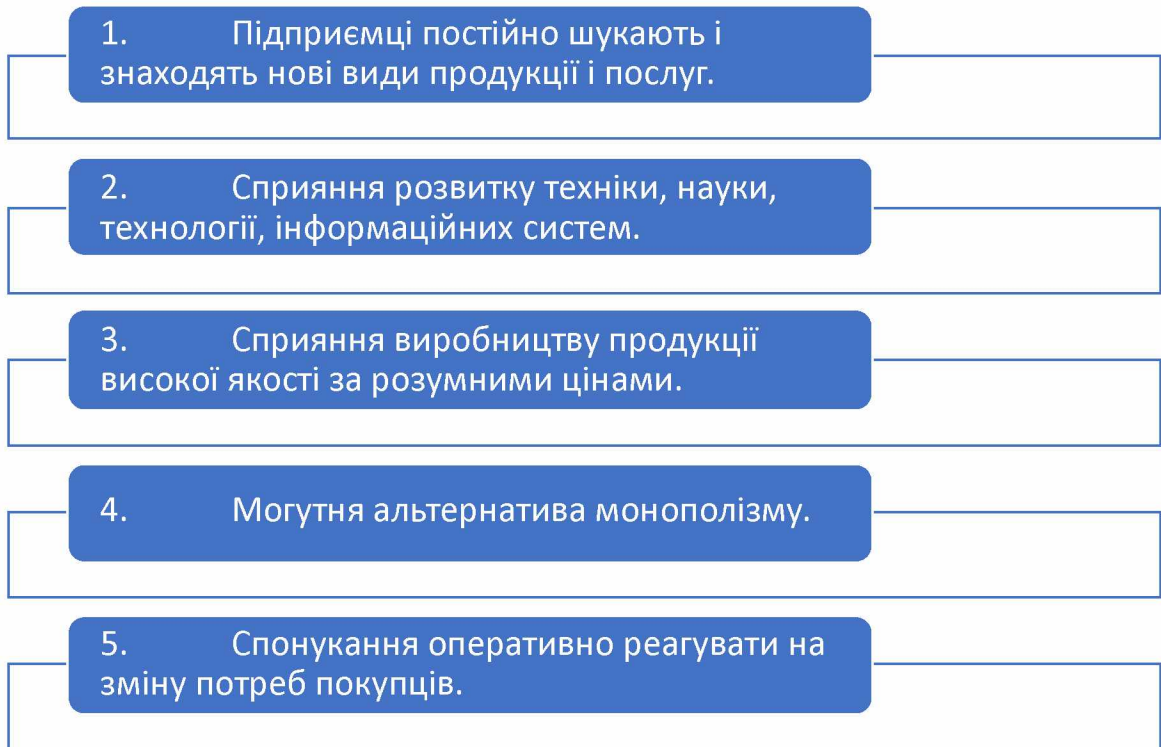 1. Підприємці постійно шукають і
знаходять нові види продукції і послуг.
2. Сприяння розвитку техніки, науки,
технології, інформаційних систем.
3. Сприяння виробництву продукції
високої якості за розумними цінами.
4. Могутня альтернатива монополізму.
5. Спонукання оперативно реагувати на
зміну потреб покупців.